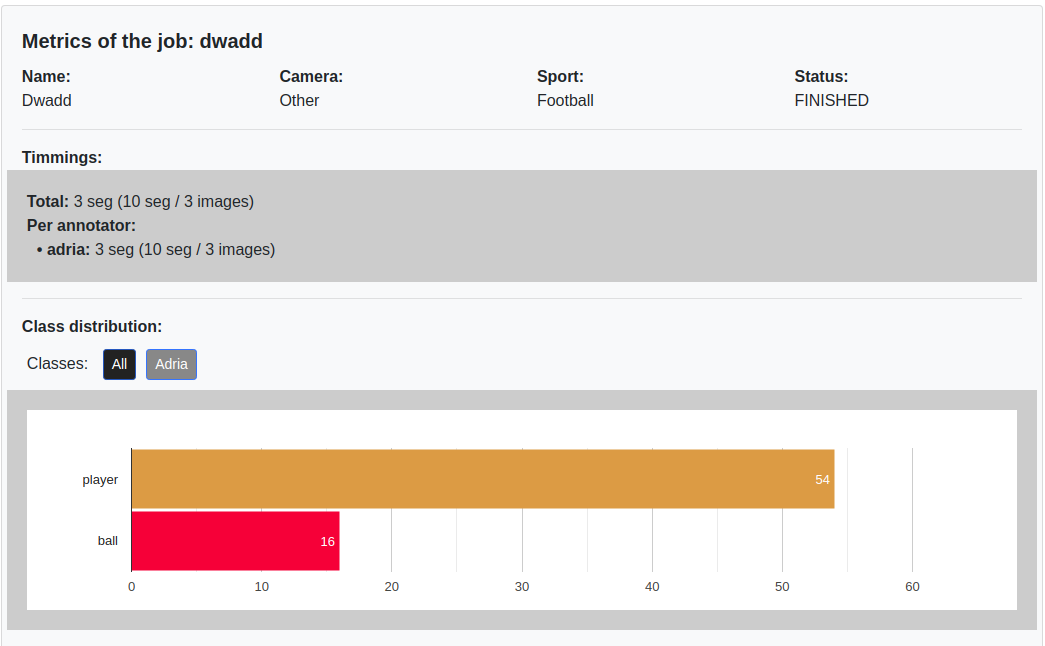 Metrics of the job: dwadd
Name: Camera: Sport: Status:
Dwadd Other Football FINISHED
Timmings:
Total: 3 seg (10 seg / 3 images)
Per annotator:
• adria: 3 seg (10 seg / 3 images)
Class distribution:
Classes: All Adria
player 54
ball 16
0 10 20 30 40 50 60